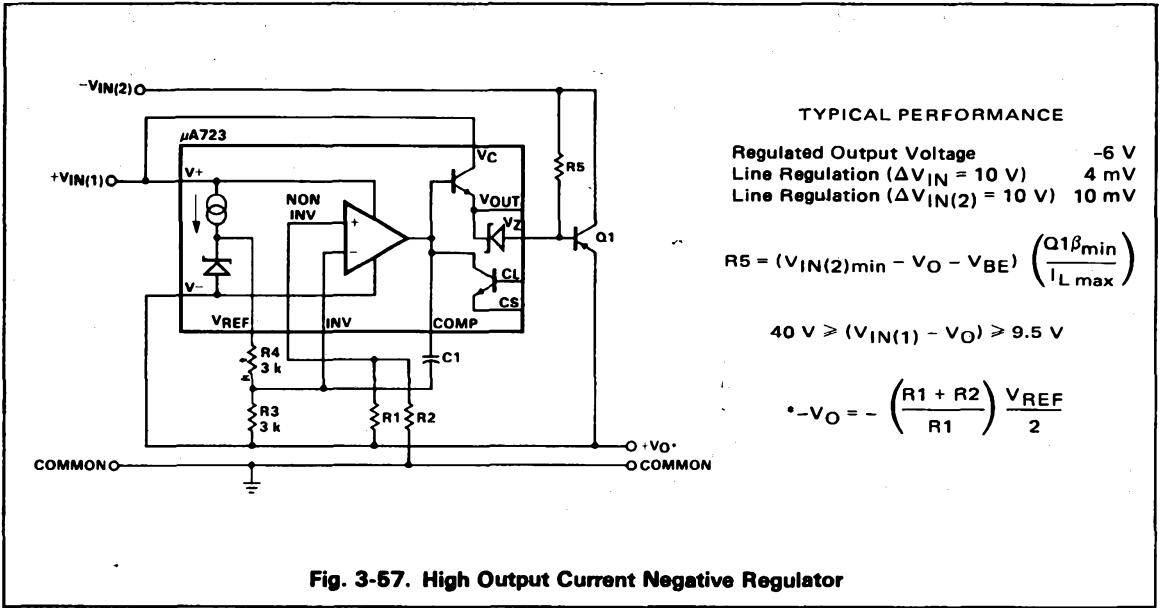 -VIN(2)
μA723
+VIN(1)
V+
VC
R5
NON
INV
VOUT
VZ
+
-
Q1
CL
CS
V-
VREF
INV
COMP
R4
3 k
C1
R3
3 k
R1
R2
+VO*
COMMON
COMMON
TYPICAL PERFORMANCE
Regulated Output Voltage -6 V
Line Regulation (ΔVIN = 10 V) 4 mV
Line Regulation (ΔVIN(2) = 10 V) 10 mV
R5 = (VIN(2)min - VO - VBE) (Q1βmin / IL max)
40 V ⩾ (VIN(1) - VO) ⩾ 9.5 V
*-VO = - (R1 + R2 / R1) VREF / 2
Fig. 3-57. High Output Current Negative Regulator